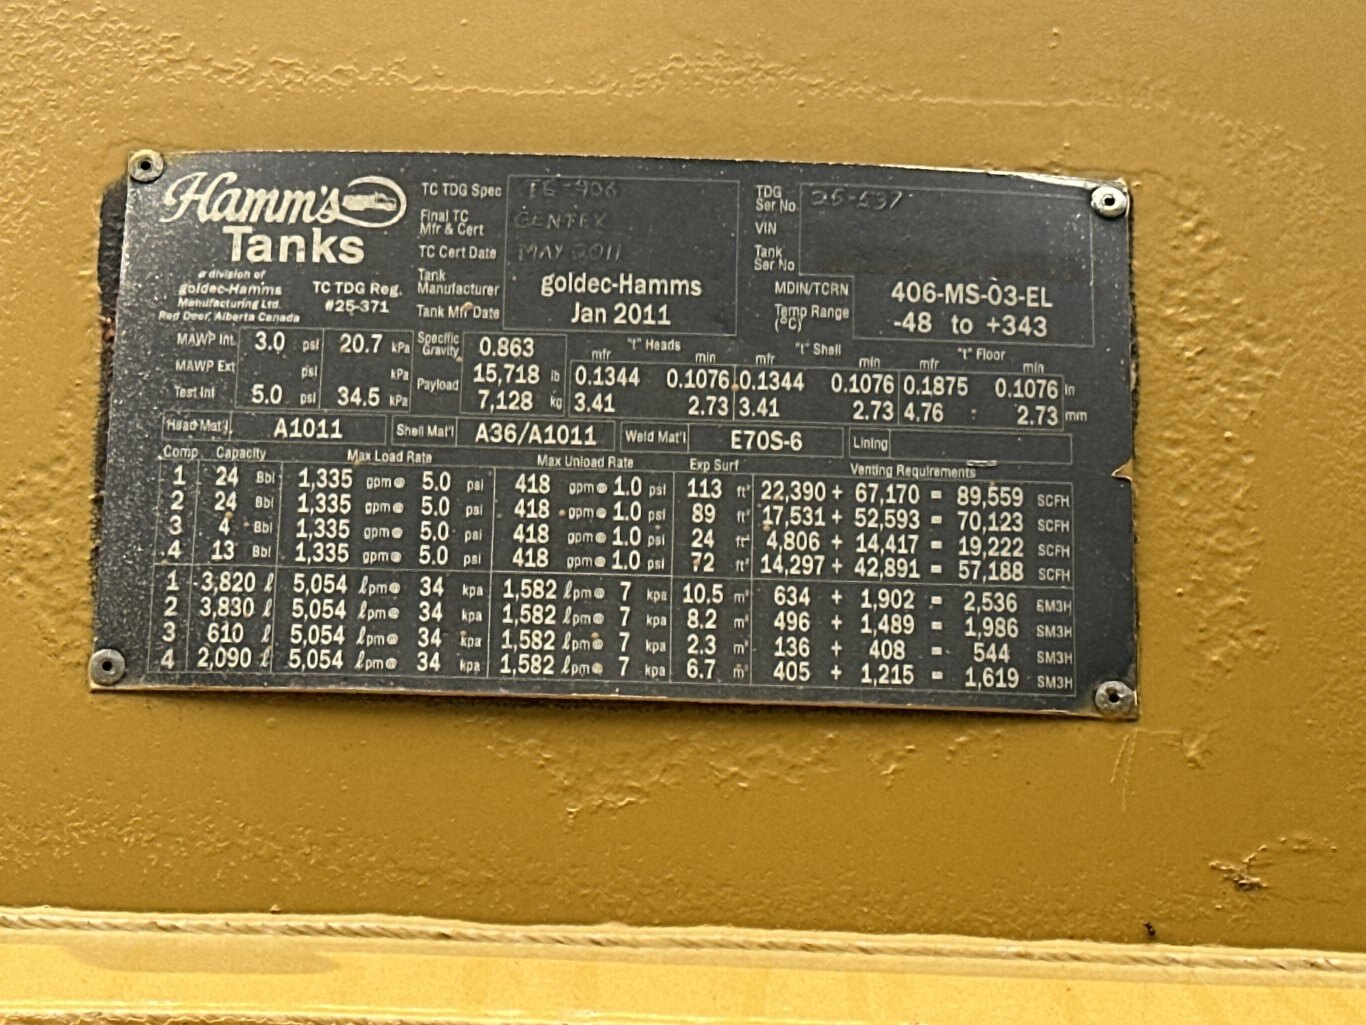 Hamm's
Tanks
a division of
goldec-Hamms
Manufacturing Ltd.
Red Deer, Alberta Canada
TC TDG Reg.
#25-371
TC TDG Spec TC-406
Final TC
Mfr & Cert GENTEX
TC Cert Date MAY 2011
Tank
Manufacturer goldec-Hamms
Tank Mfr Date Jan 2011
TDG
Ser No
VIN
Tank
Ser No
MDIN/TCRN 406-MS-03-EL
Temp Range
(°C) -48 to +343
MAWP Int 3.0 psi 20.7 kPa
MAWP Ext psi kPa
Test Int 5.0 psi 34.5 kPa
Specific
Gravity 0.863
Payload 15,718 lb
7,128 kg
"t" Heads "t" Shell "t" Floor
mfr min mfr min mfr min
0.1344 0.1076 0.1344 0.1076 0.1875 0.1076 in
3.41 2.73 3.41 2.73 4.76 2.73 mm
Head Mat'l A1011 Shell Mat'l A36/A1011 Weld Mat'l E70S-6 Lining
Comp Capacity Max Load Rate Max Unload Rate Exp Surf Venting Requirements
1 24 Bbl 1,335 gpm@ 5.0 psi 418 gpm@ 1.0 psi 113 ft² 22,390 + 67,170 = 89,559 SCFH
2 24 Bbl 1,335 gpm@ 5.0 psi 418 gpm@ 1.0 psi 89 ft² 17,531 + 52,593 = 70,123 SCFH
3 4 Bbl 1,335 gpm@ 5.0 psi 418 gpm@ 1.0 psi 24 ft² 4,806 + 14,417 = 19,222 SCFH
4 13 Bbl 1,335 gpm@ 5.0 psi 418 gpm@ 1.0 psi 72 ft² 14,297 + 42,891 = 57,188 SCFH
1 3,820 ℓ 5,054 ℓpm@ 34 kpa 1,582 ℓpm@ 7 kpa 10.5 m² 634 + 1,902 = 2,536 SM3H
2 3,830 ℓ 5,054 ℓpm@ 34 kpa 1,582 ℓpm@ 7 kpa 8.2 m² 496 + 1,489 = 1,986 SM3H
3 610 ℓ 5,054 ℓpm@ 34 kpa 1,582 ℓpm@ 7 kpa 2.3 m² 136 + 408 = 544 SM3H
4 2,090 ℓ 5,054 ℓpm@ 34 kpa 1,582 ℓpm@ 7 kpa 6.7 m² 405 + 1,215 = 1,619 SM3H